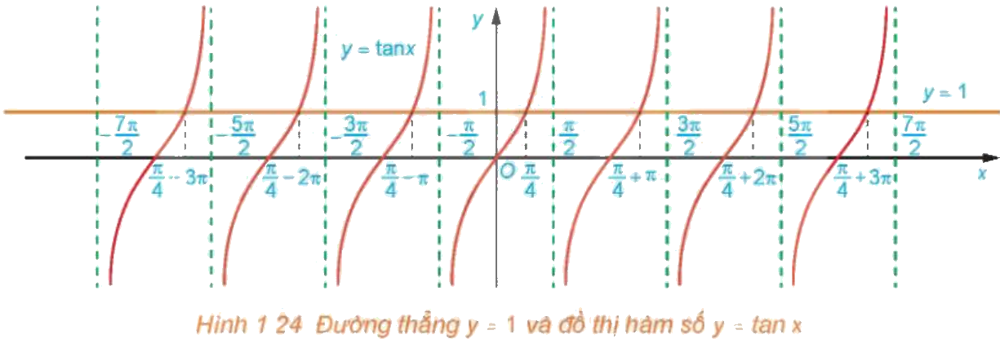 y
y = tanx
1
y = 1
-7π/2
-5π/2
-3π/2
-π/2
π/2
3π/2
5π/2
7π/2
π/4 - 3π
π/4 - 2π
π/4 - π
O
π/4
π/4 + π
π/4 + 2π
π/4 + 3π
x
Hình 1 24 Đường thẳng y = 1 và đồ thị hàm số y = tan x